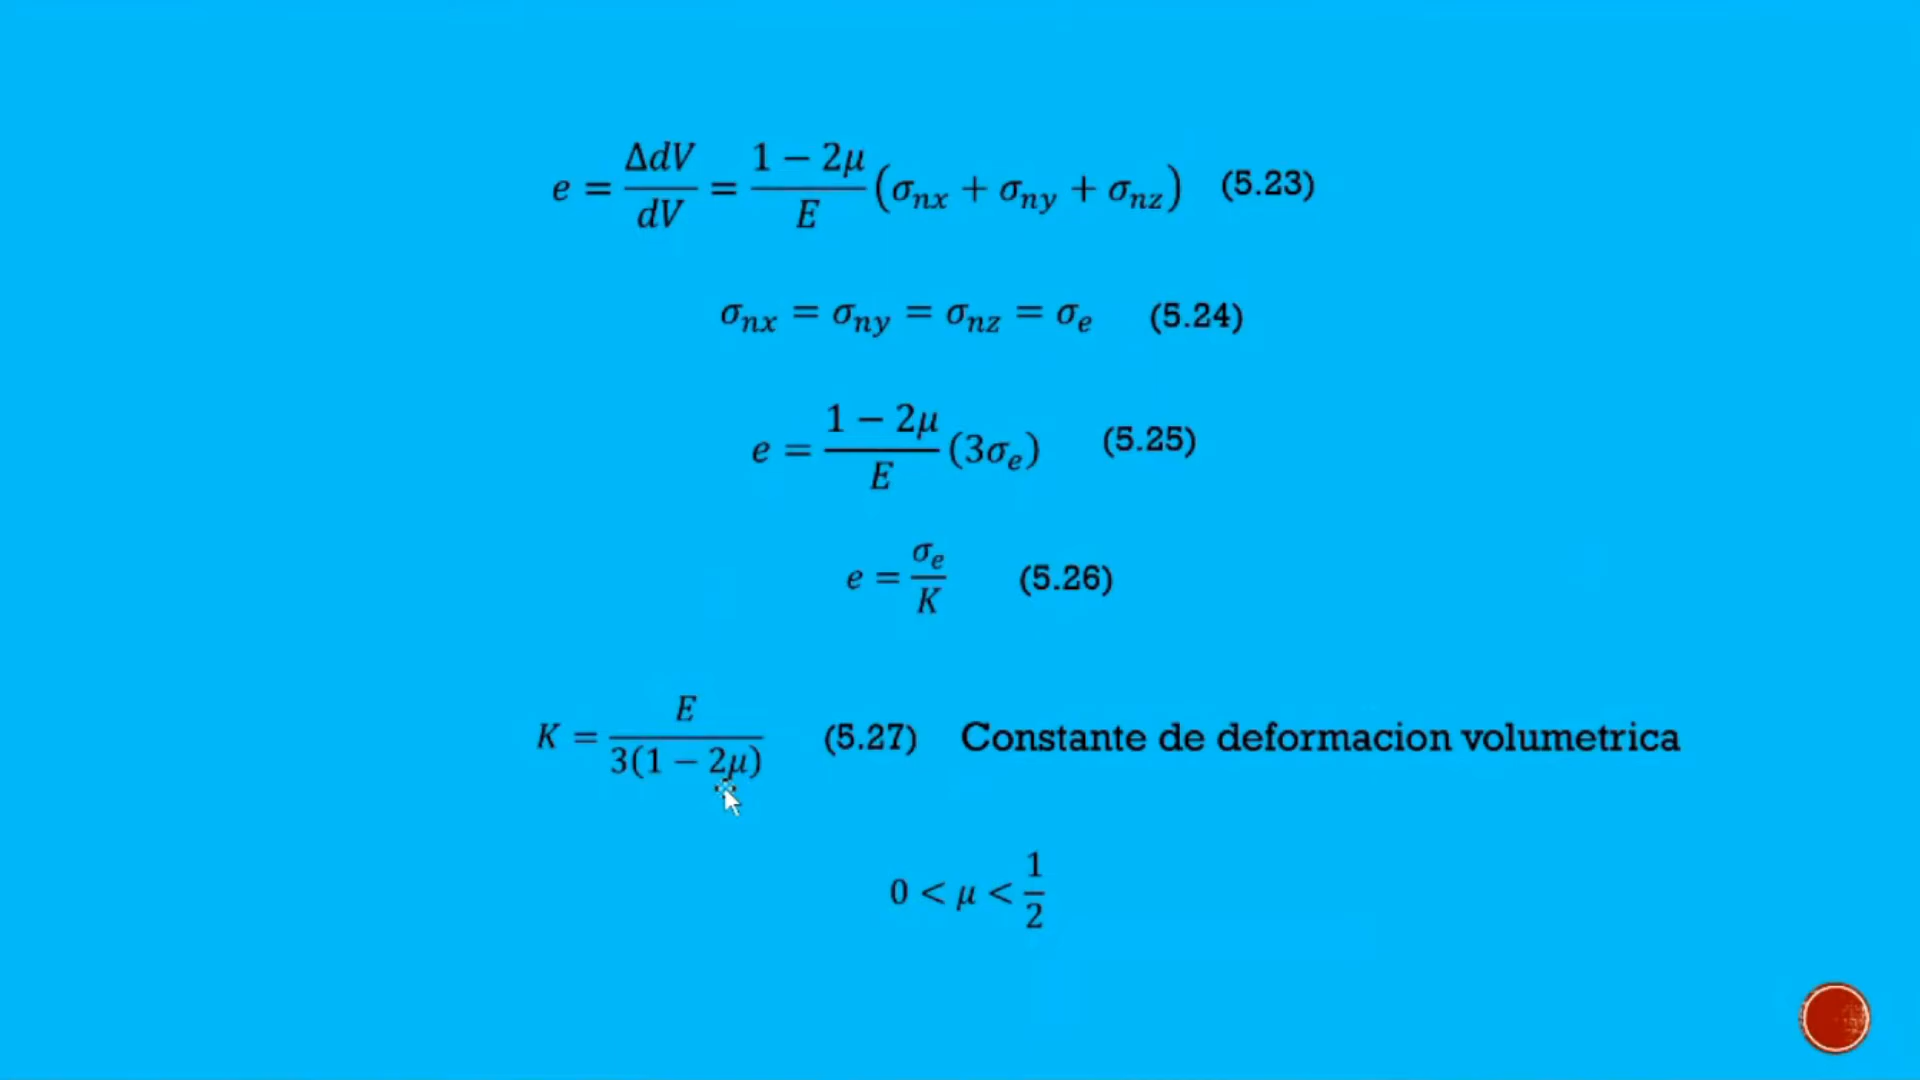 e = ΔdV/dV = 1 − 2μ/E (σnx + σny + σnz) (5.23)
σnx = σny = σnz = σe (5.24)
e = 1 − 2μ/E (3σe) (5.25)
e = σe/K (5.26)
K = E/3(1 − 2μ) (5.27) Constante de deformacion volumetrica
0 < μ < 1/2